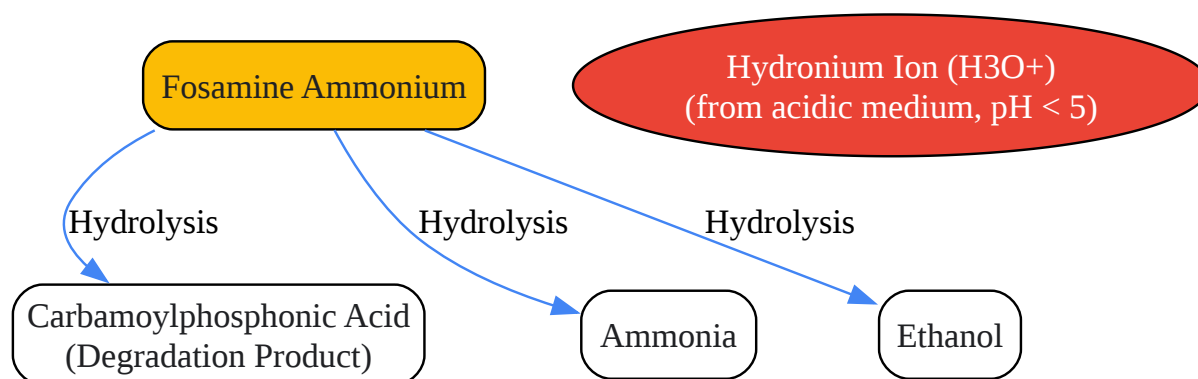 Fosamine Ammonium
Hydronium Ion (H3O+)
(from acidic medium, pH < 5)
Hydrolysis
Hydrolysis
Hydrolysis
Carbamoylphosphonic Acid
(Degradation Product)
Ammonia
Ethanol